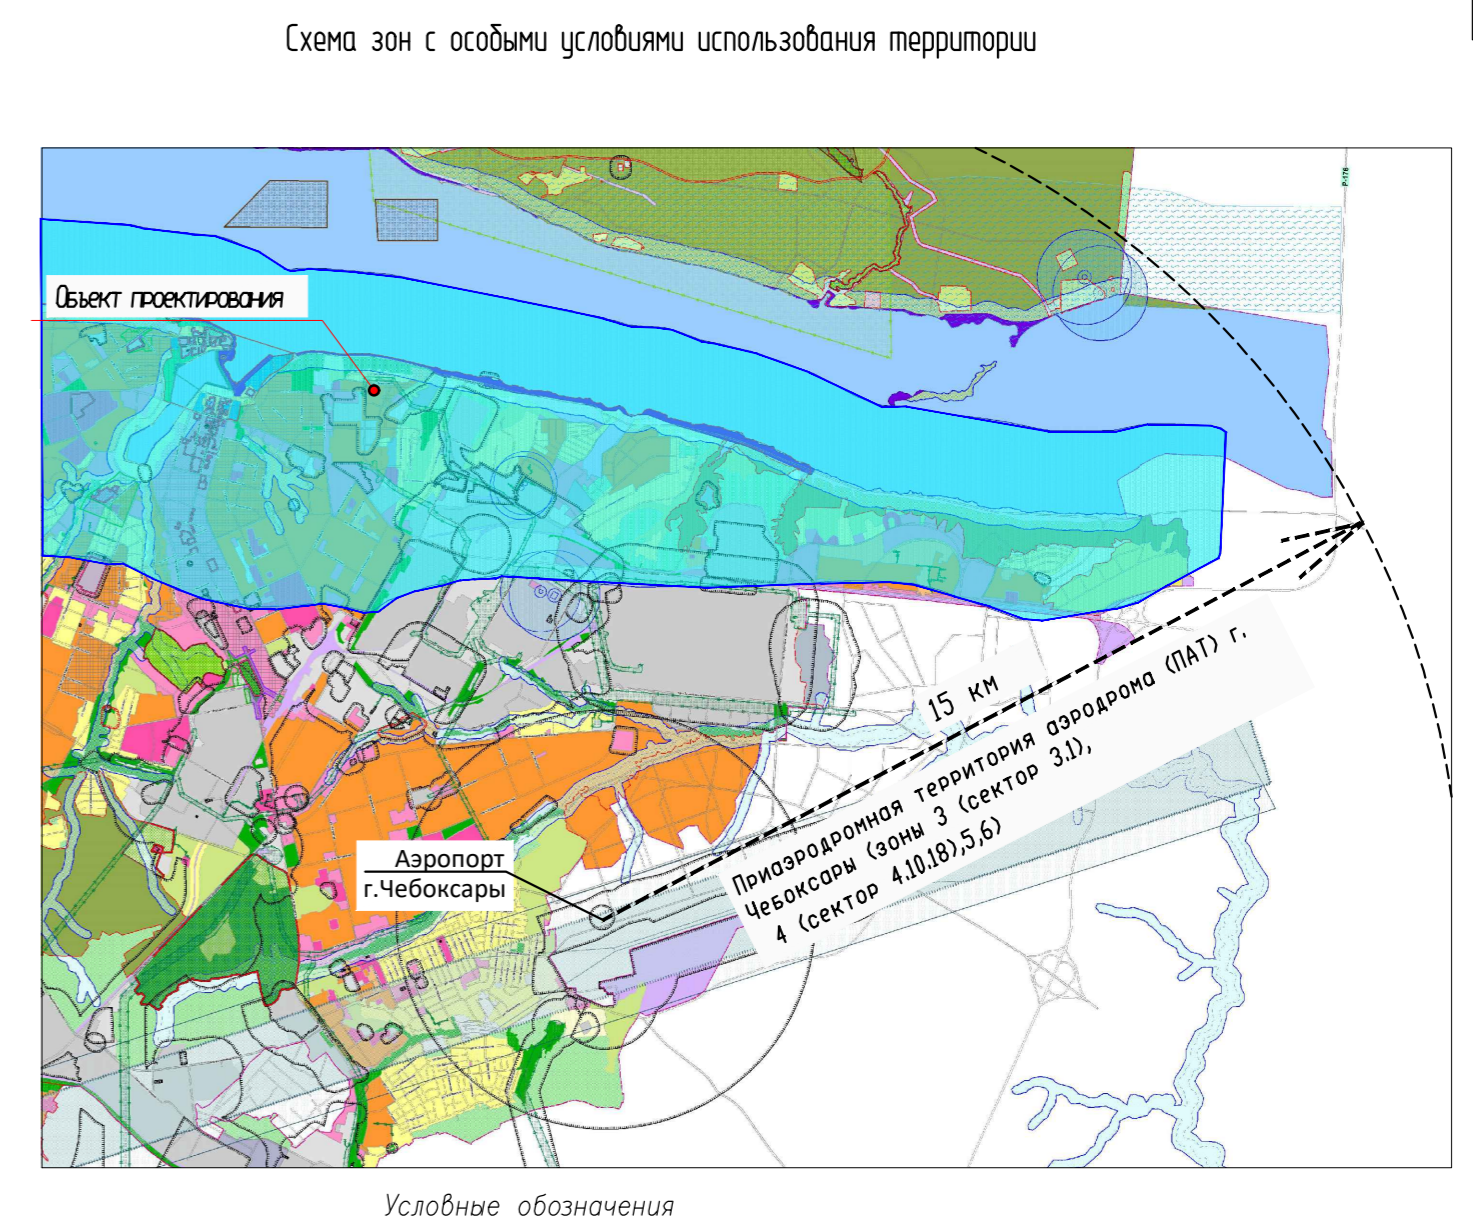 Схема зон с особыми условиями использования территории
P-176
Объект проектирования
15 км
Приаэродромная территория аэродрома (ПАТ) г.
Чебоксары (зоны 3 (сектор 3.1),
4 (сектор 4.10.18),5,6)
Аэропорт
г.Чебоксары
Условные обозначения